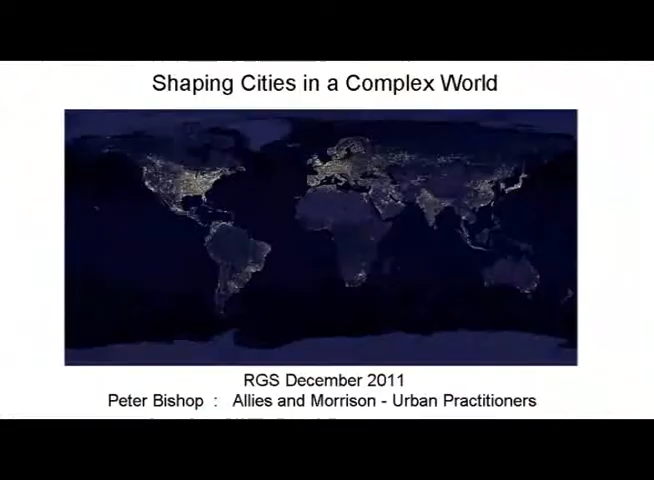 Shaping Cities in a Complex World
RGS December 2011
Peter Bishop : Allies and Morrison - Urban Practitioners